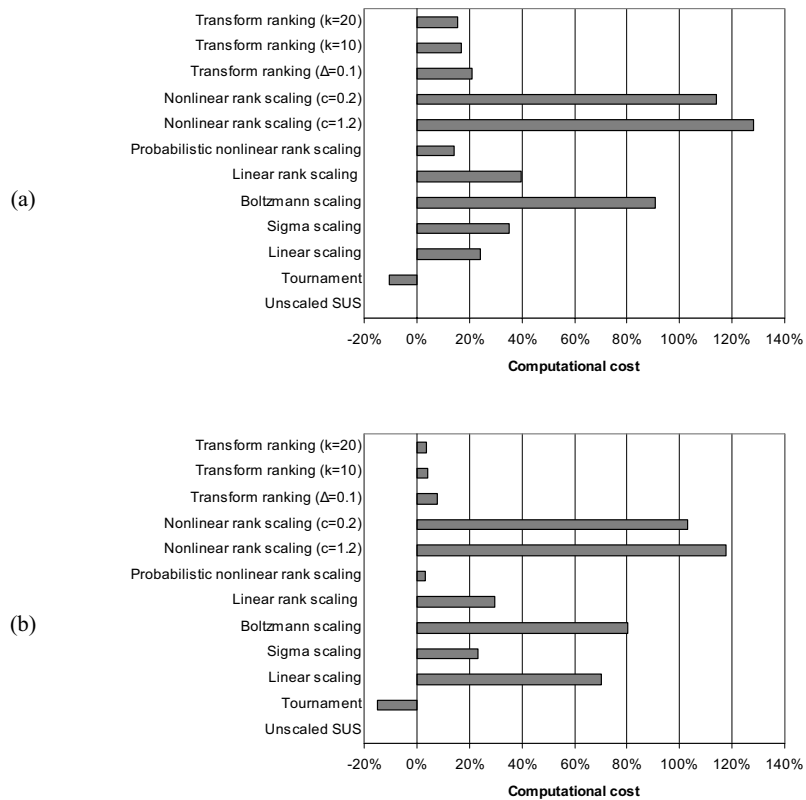 (a)
Transform ranking (k=20)
Transform ranking (k=10)
Transform ranking (Δ=0.1)
Nonlinear rank scaling (c=0.2)
Nonlinear rank scaling (c=1.2)
Probabilistic nonlinear rank scaling
Linear rank scaling
Boltzmann scaling
Sigma scaling
Linear scaling
Tournament
Unscaled SUS
-20% 0% 20% 40% 60% 80% 100% 120% 140%
Computational cost
(b)
Transform ranking (k=20)
Transform ranking (k=10)
Transform ranking (Δ=0.1)
Nonlinear rank scaling (c=0.2)
Nonlinear rank scaling (c=1.2)
Probabilistic nonlinear rank scaling
Linear rank scaling
Boltzmann scaling
Sigma scaling
Linear scaling
Tournament
Unscaled SUS
-20% 0% 20% 40% 60% 80% 100% 120% 140%
Computational cost